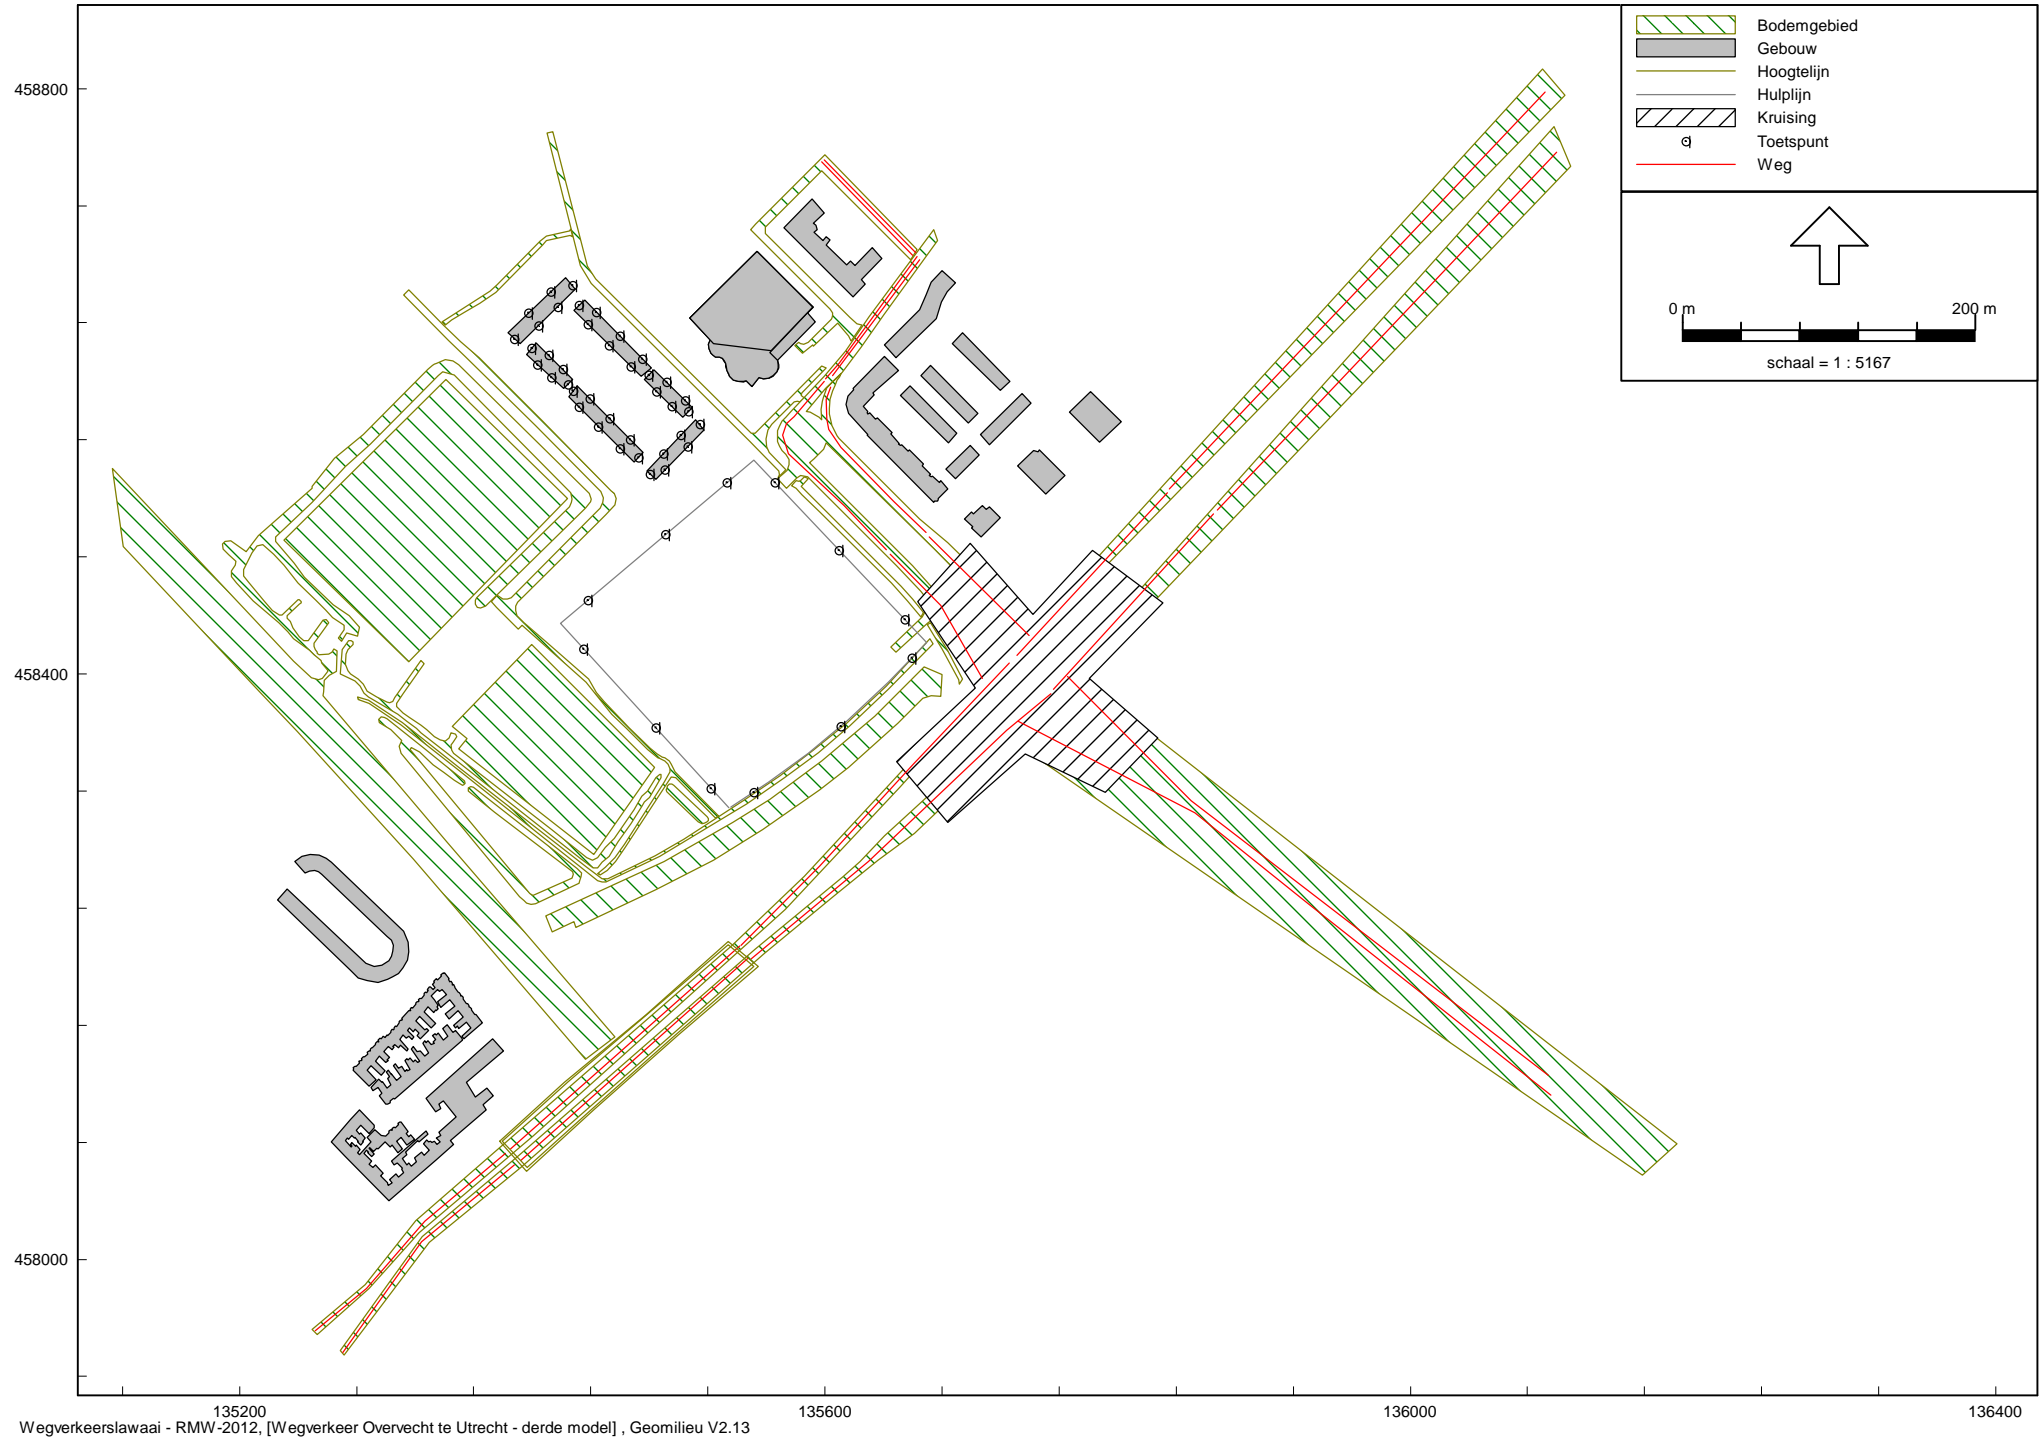 Bodemgebied
Gebouw
Hoogtelijn
Hulplijn
Kruising
Toetspunt
Weg
0 m 200 m
schaal = 1 : 5167
458800
458400
458000
135200 135600 136000 136400
Wegverkeerslawaai - RMW-2012, [Wegverkeer Overvecht te Utrecht - derde model] , Geomilieu V2.13